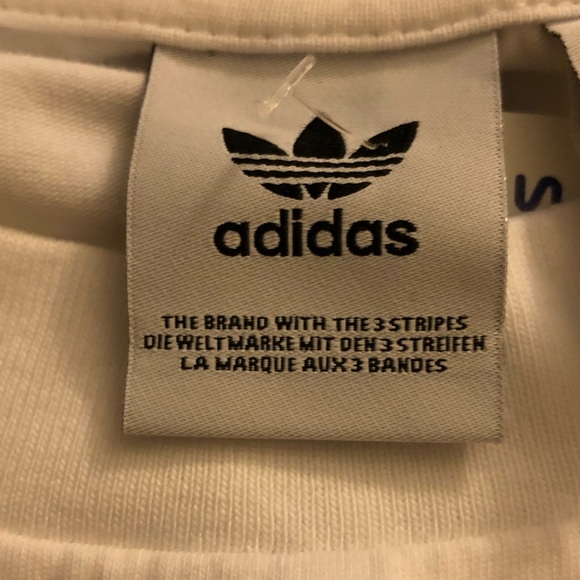 adidas
S
THE BRAND WITH THE 3 STRIPES
DIE WELTMARKE MIT DEN 3 STREIFEN
LA MARQUE AUX 3 BANDES